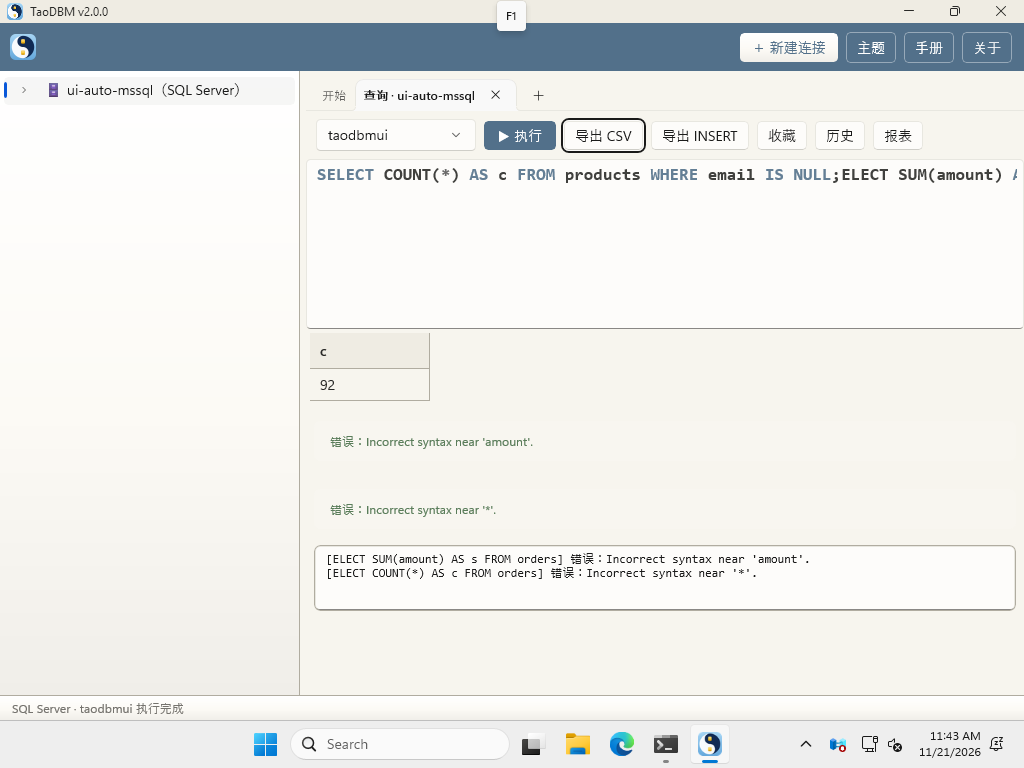 TaoDBM v2.0.0
F1
+ 新建连接
主题
手册
关于
ui-auto-mssql（SQL Server）
开始
查询 · ui-auto-mssql
taodbmui
▶ 执行
导出 CSV
导出 INSERT
收藏
历史
报表
SELECT COUNT(*) AS c FROM products WHERE email IS NULL;ELECT SUM(amount) A
c
92
错误：Incorrect syntax near 'amount'.
错误：Incorrect syntax near '*'.
[ELECT SUM(amount) AS s FROM orders] 错误：Incorrect syntax near 'amount'.
[ELECT COUNT(*) AS c FROM orders] 错误：Incorrect syntax near '*'.
SQL Server · taodbmui 执行完成
Search
11:43 AM
11/21/2026